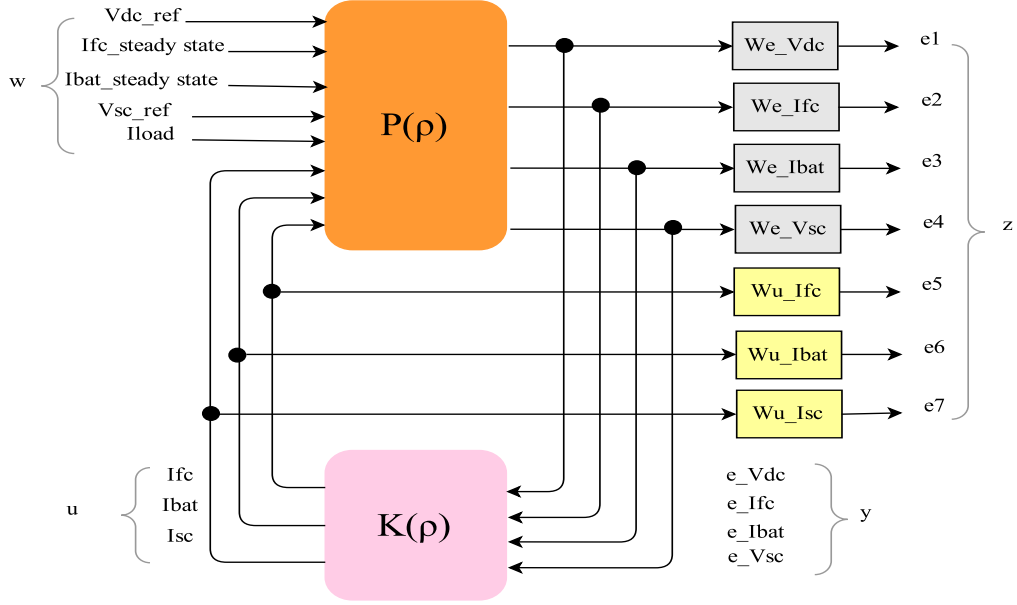 Vdc_ref
Ifc_steady state
Ibat_steady state
Vsc_ref
Iload
w
P(ρ)
We_Vdc
e1
We_Ifc
e2
We_Ibat
e3
We_Vsc
e4
z
Wu_Ifc
e5
Wu_Ibat
e6
Wu_Isc
e7
u
Ifc
Ibat
Isc
K(ρ)
e_Vdc
e_Ifc
e_Ibat
e_Vsc
y